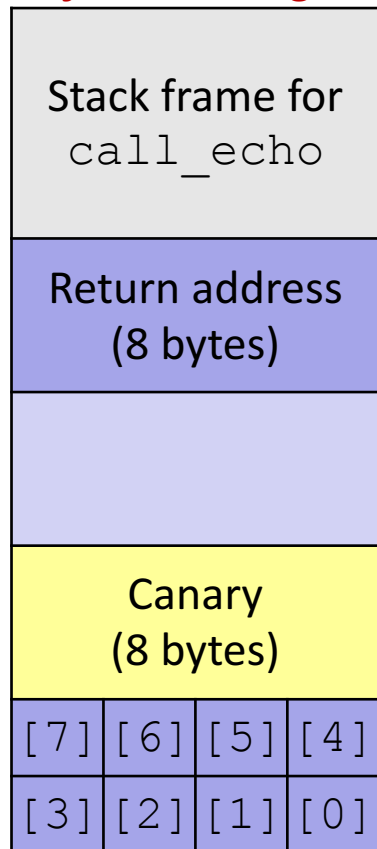 Stack frame for
call_echo
Return address
(8 bytes)
Canary
(8 bytes)
[7] [6] [5] [4]
[3] [2] [1] [0]